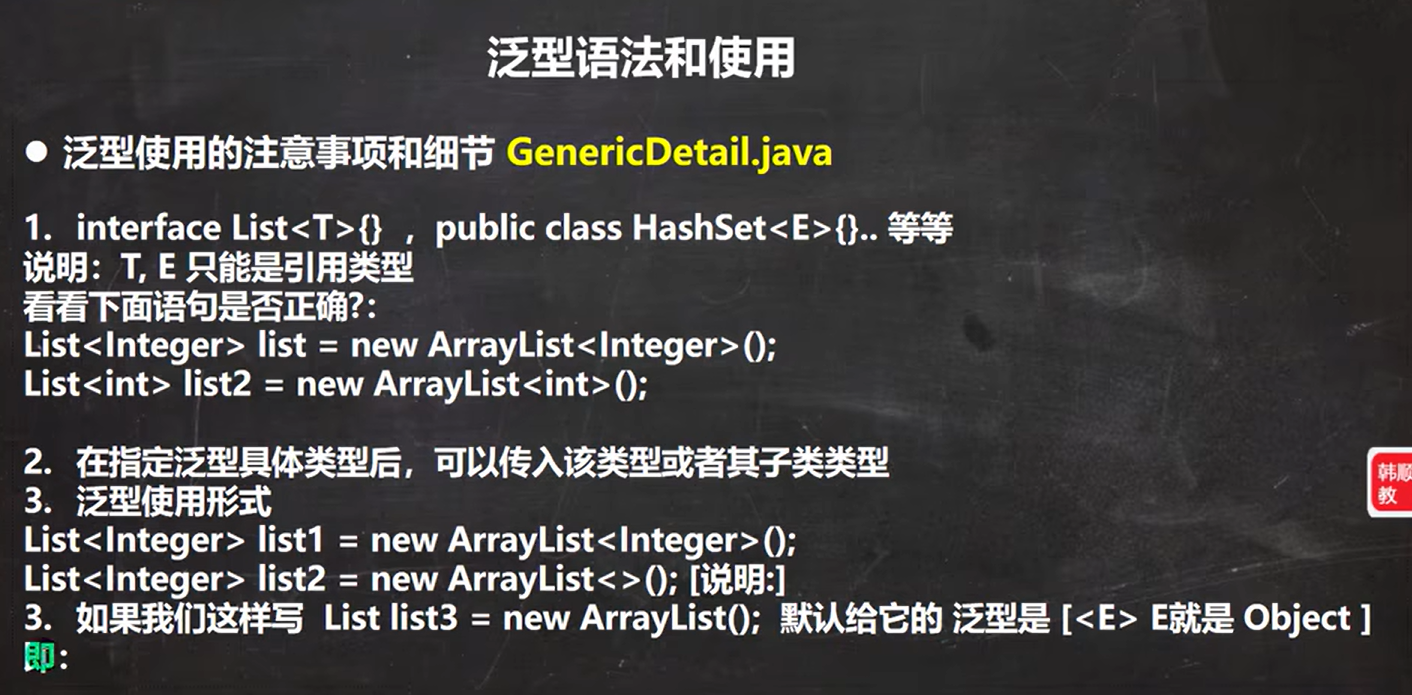 泛型语法和使用
● 泛型使用的注意事项和细节 GenericDetail.java
1. interface List<T>{} , public class HashSet<E>{}.. 等等
说明：T, E 只能是引用类型
看看下面语句是否正确?：
List<Integer> list = new ArrayList<Integer>();
List<int> list2 = new ArrayList<int>();
2. 在指定泛型具体类型后，可以传入该类型或者其子类类型
3. 泛型使用形式
List<Integer> list1 = new ArrayList<Integer>();
List<Integer> list2 = new ArrayList<>(); [说明:]
3. 如果我们这样写 List list3 = new ArrayList(); 默认给它的 泛型是 [<E> E就是 Object ]
即：
韩顺
教